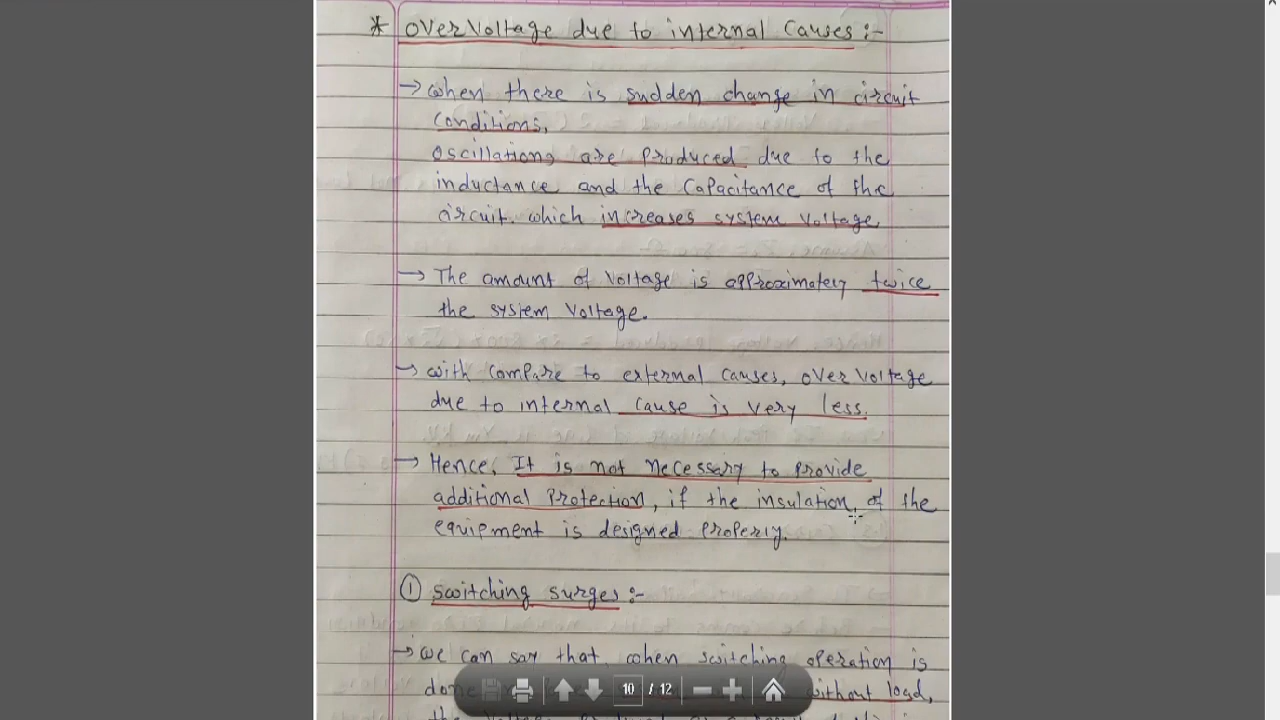 * Overvoltage due to internal Causes :-
→ When there is sudden change in circuit
Conditions,
oscillations are produced due to the
inductance and the Capacitance of the
circuit. which increases system voltage
→ The amount of voltage is approximately twice
the system voltage.
→ with compare to external causes, over voltage
due to internal cause is very less.
→ Hence, It is not necessary to provide
additional protection, if the insulation of the
equipment is designed properly.
① switching surges :-
→ we can say that, when switching operation is
done without load,
10 / 12